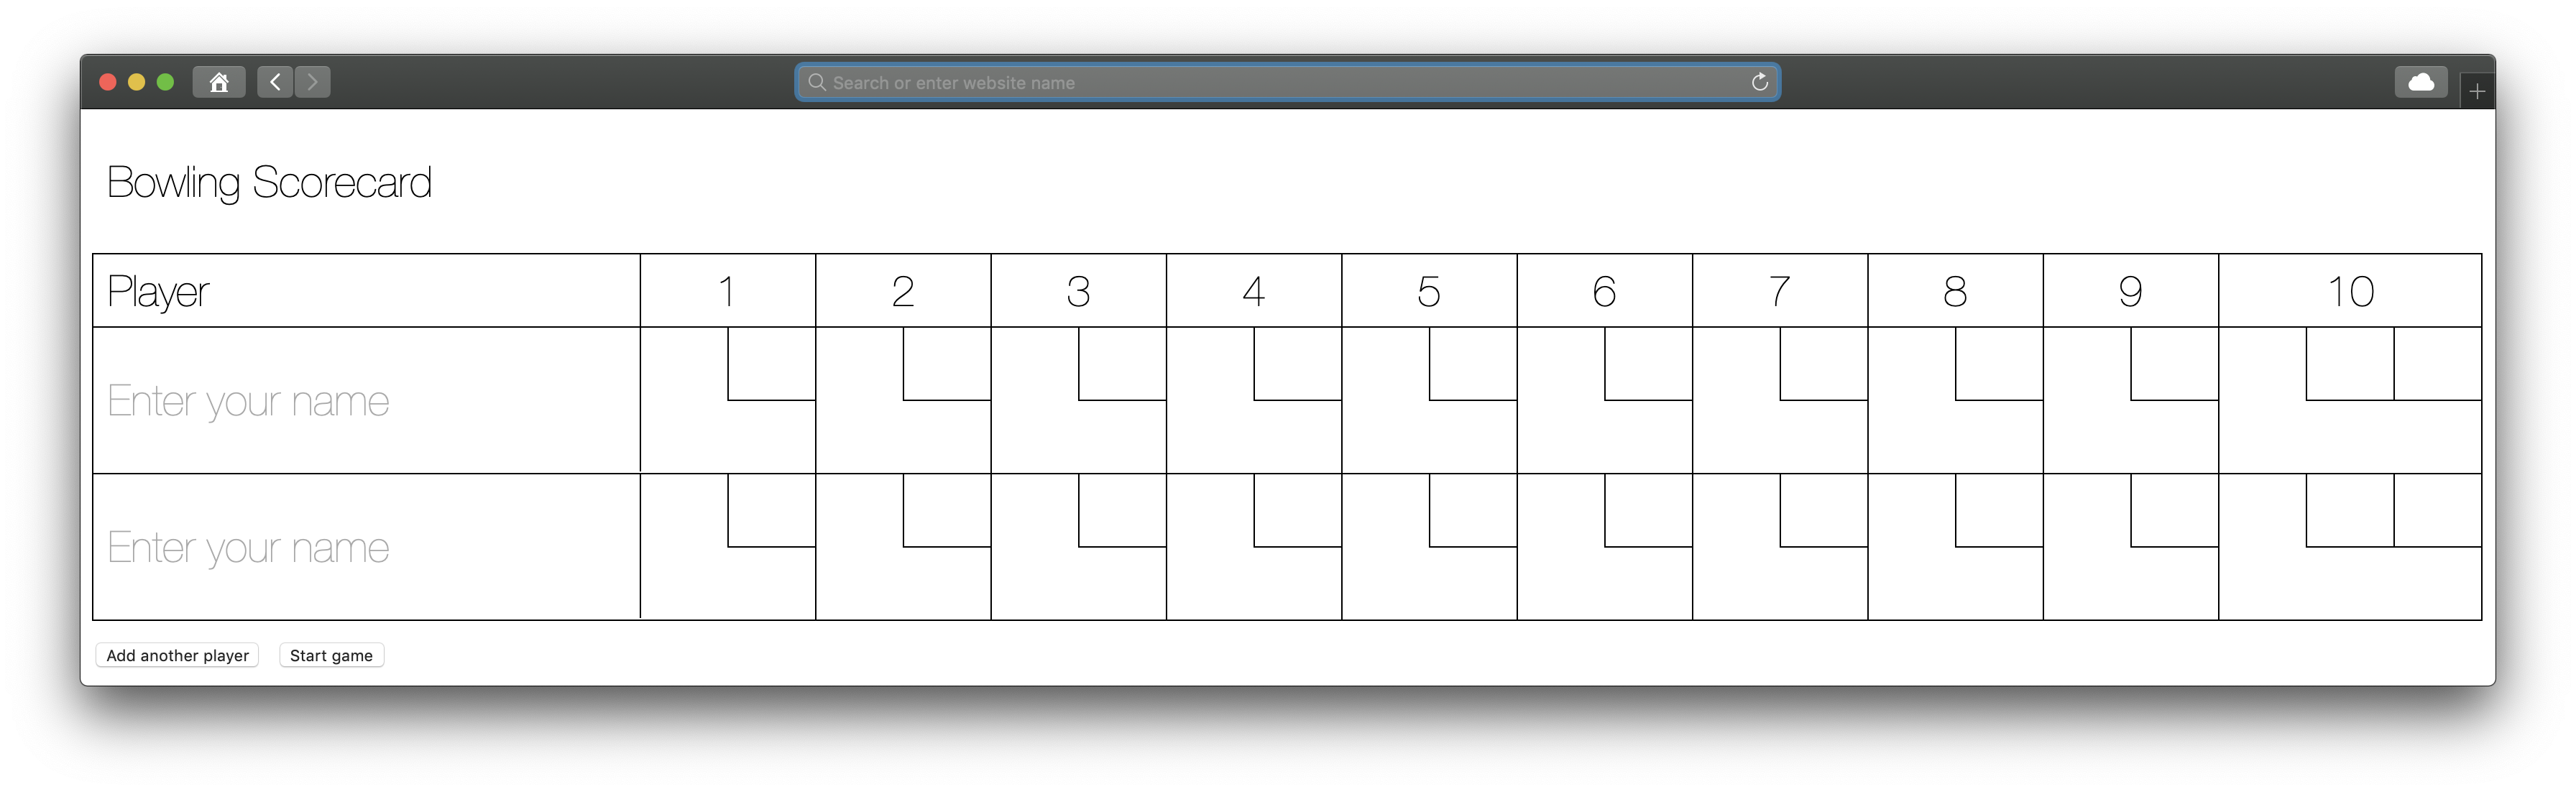 Search or enter website name
Bowling Scorecard
Player 1 2 3 4 5 6 7 8 9 10
Enter your name
Enter your name
Add another player Start game